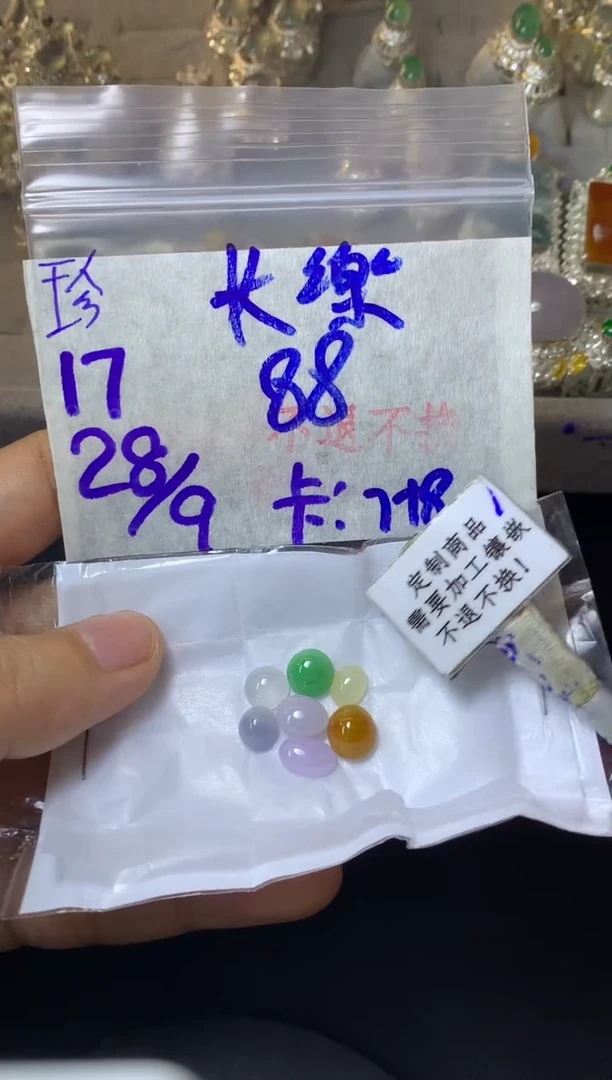 珍 长乐
17 88
不退不换
28/9 卡:778
定制商品
需要加工镶嵌
不退不换!